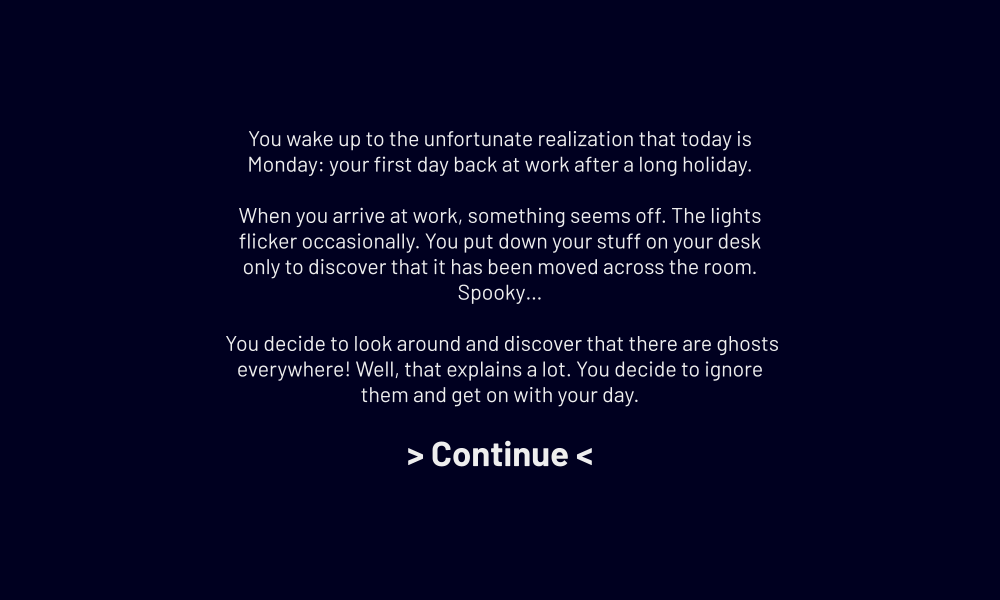 You wake up to the unfortunate realization that today is
Monday: your first day back at work after a long holiday.
When you arrive at work, something seems off. The lights
flicker occasionally. You put down your stuff on your desk
only to discover that it has been moved across the room.
Spooky...
You decide to look around and discover that there are ghosts
everywhere! Well, that explains a lot. You decide to ignore
them and get on with your day.
> Continue <